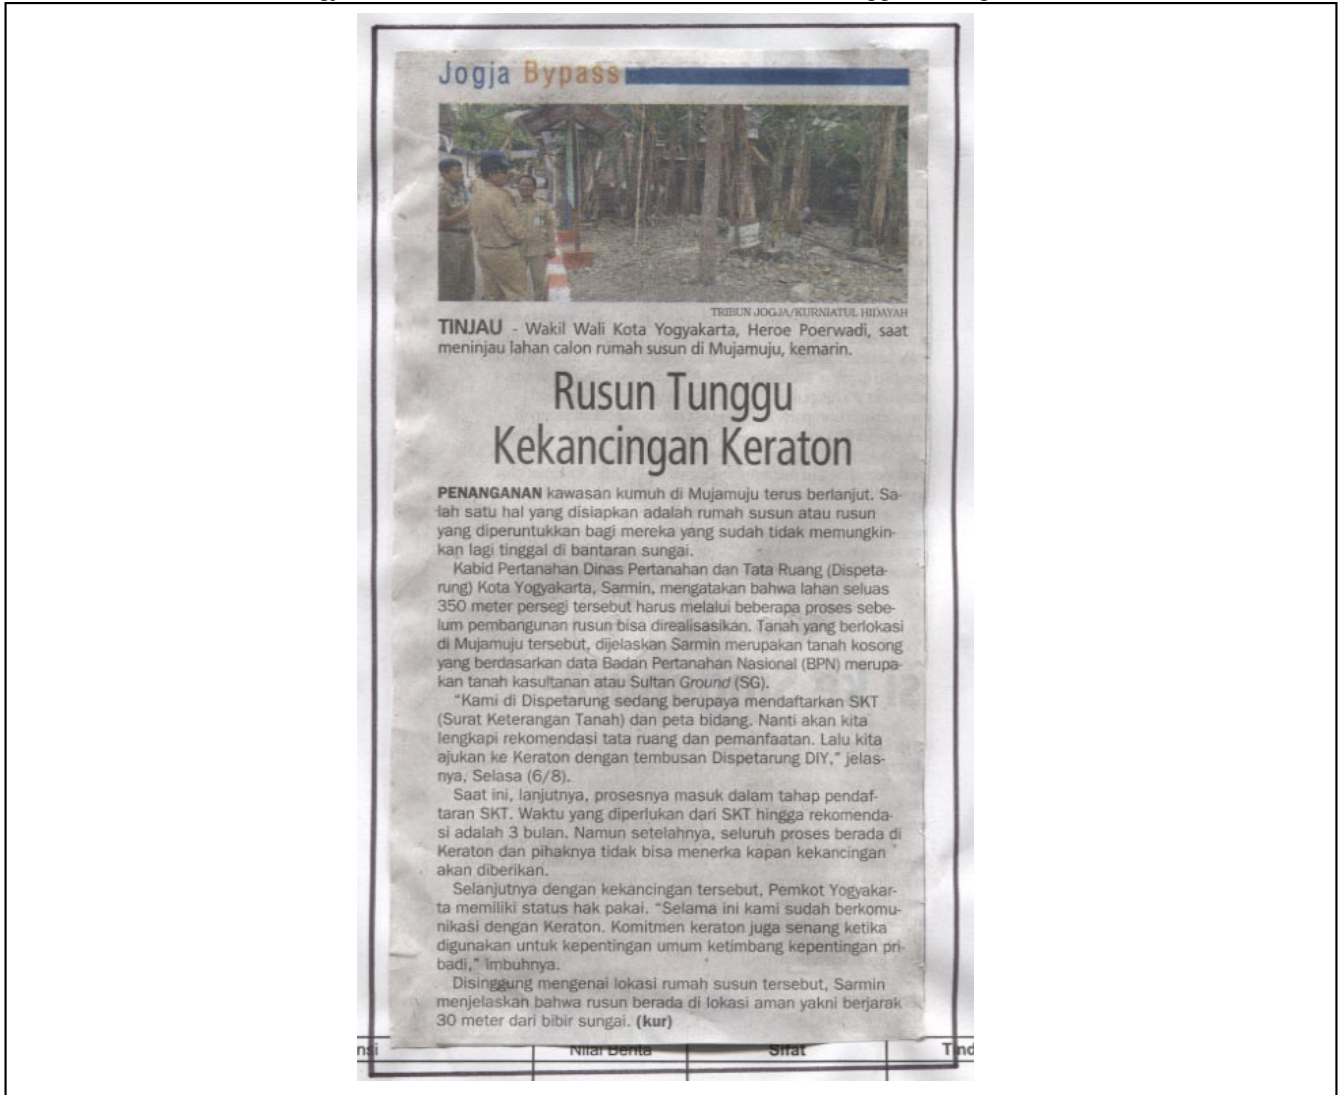 Jogja Bypass
TRIBUN JOGJA/KURNIATUL HIDAYAH
TINJAU - Wakil Wali Kota Yogyakarta, Heroe Poerwadi, saat
meninjau lahan calon rumah susun di Mujamuju, kemarin.
Rusun Tunggu
Kekancingan Keraton
PENANGANAN kawasan kumuh di Mujamuju terus berlanjut. Sa-
lah satu hal yang disiapkan adalah rumah susun atau rusun
yang diperuntukkan bagi mereka yang sudah tidak memungkin-
kan lagi tinggal di bantaran sungai.
Kabid Pertanahan Dinas Pertanahan dan Tata Ruang (Dispeta-
rung) Kota Yogyakarta, Sarmin, mengatakan bahwa lahan seluas
350 meter persegi tersebut harus melalui beberapa proses sebe-
lum pembangunan rusun bisa direalisasikan. Tanah yang berlokasi
di Mujamuju tersebut, dijelaskan Sarmin merupakan tanah kosong
yang berdasarkan data Badan Pertanahan Nasional (BPN) merupa-
kan tanah kasultanan atau Sultan Ground (SG).
"Kami di Dispetarung sedang berupaya mendaftarkan SKT
(Surat Keterangan Tanah) dan peta bidang. Nanti akan kita
lengkapi rekomendasi tata ruang dan pemanfaatan. Lalu kita
ajukan ke Keraton dengan tembusan Dispetarung DIY," jelas-
nya, Selasa (6/8).
Saat ini, lanjutnya, prosesnya masuk dalam tahap pendaf-
taran SKT. Waktu yang diperlukan dari SKT hingga rekomenda-
si adalah 3 bulan. Namun setelahnya, seluruh proses berada di
Keraton dan pihaknya tidak bisa menerka kapan kekancingan
akan diberikan.
Selanjutnya dengan kekancingan tersebut, Pemkot Yogyakar-
ta memiliki status hak pakai. "Selama ini kami sudah berkomu-
nikasi dengan Keraton. Komitmen keraton juga senang ketika
digunakan untuk kepentingan umum ketimbang kepentingan pri-
badi," imbuhnya.
Disinggung mengenai lokasi rumah susun tersebut, Sarmin
menjelaskan bahwa rusun berada di lokasi aman yakni berjarak
30 meter dari bibir sungai. (kur)
nsi Nilai Berita Sifat Tind